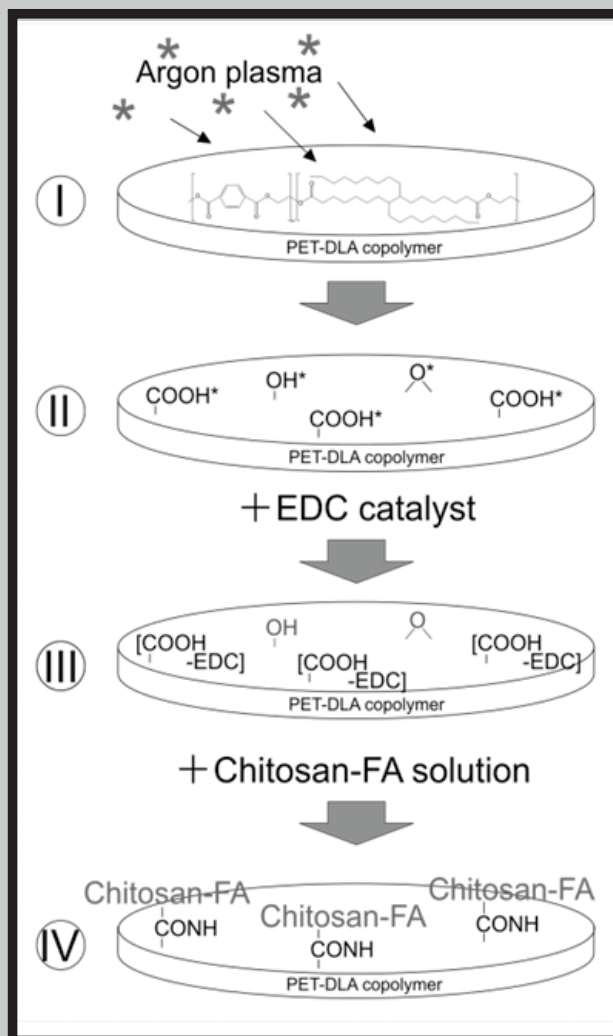 * * Argon plasma * * *
I
PET-DLA copolymer
II
COOH* OH* O* COOH*
COOH*
PET-DLA copolymer
+ EDC catalyst
III
[COOH -EDC] OH [COOH -EDC] O [COOH -EDC]
PET-DLA copolymer
+ Chitosan-FA solution
IV
Chitosan-FA Chitosan-FA Chitosan-FA
CONH CONH CONH
PET-DLA copolymer